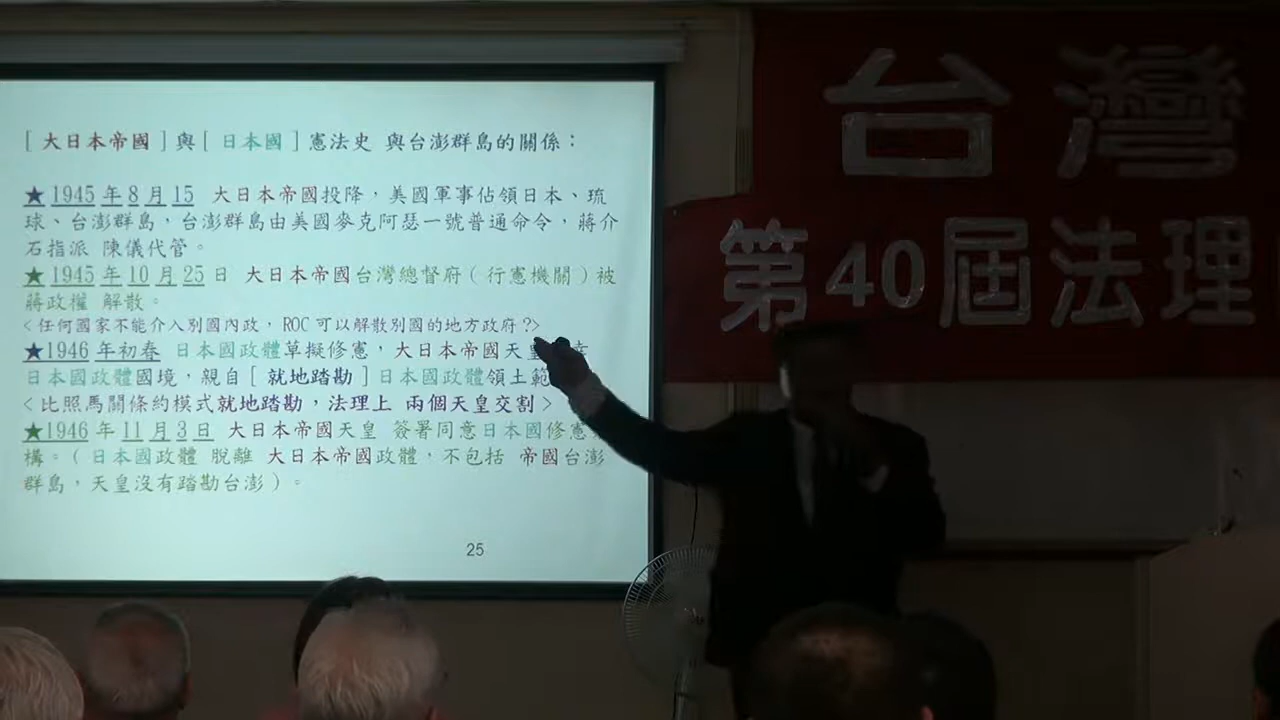 [ 大日本帝國 ] 與 [ 日本國 ] 憲法史 與台澎群島的關係：
★1945 年 8 月 15 大日本帝國投降，美國軍事佔領日本、琉
球、台澎群島，台澎群島由美國麥克阿瑟一號普通命令，蔣介
石指派 陳儀代管。
★1945 年 10 月 25 日 大日本帝國台灣總督府（行憲機關）被
蔣政權 解散。
<任何國家不能介入別國內政，ROC 可以解散別國的地方政府?>
★1946 年初春 日本國政體草擬修憲，大日本帝國天
日本國政體國境，親自 [ 就地踏勘 ] 日本國政體領土範
< 比照馬關條約模式就地踏勘，法理上 兩個天皇交割 >
★1946 年 11 月 3 日 大日本帝國天皇 簽署同意日本國修憲
構。（ 日本國政體 脫離 大日本帝國政體，不包括 帝國台澎
群島，天皇沒有踏勘台澎 ）。
25
台灣
第40屆法理